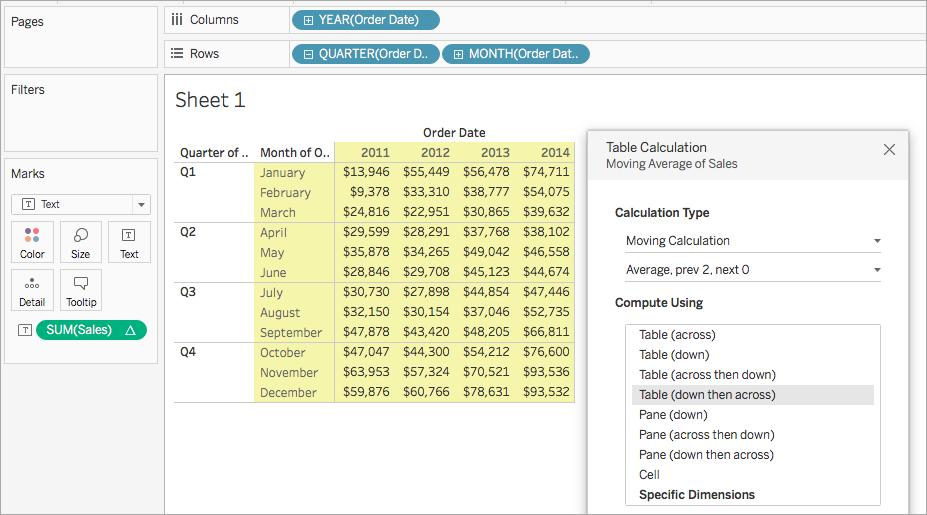 Pages
Columns
YEAR(Order Date)
Rows
QUARTER(Order D..
MONTH(Order Dat..
Filters
Marks
T Text
Color
Size
T
Text
Detail
Tooltip
T SUM(Sales) Δ
Sheet 1
Order Date
Quarter of .. Month of O.. 2011 2012 2013 2014
Q1 January $13,946 $55,449 $56,478 $74,711
February $9,378 $33,310 $38,777 $54,075
March $24,816 $22,951 $30,865 $39,632
Q2 April $29,599 $28,291 $37,768 $38,102
May $35,878 $34,265 $49,042 $46,558
June $28,846 $29,708 $45,123 $44,674
Q3 July $30,730 $27,898 $44,854 $47,446
August $32,150 $30,154 $37,046 $52,735
September $47,878 $43,420 $48,205 $66,811
Q4 October $47,047 $44,300 $54,212 $76,600
November $63,953 $57,324 $70,521 $93,536
December $59,876 $60,766 $78,631 $93,532
Table Calculation
Moving Average of Sales
Calculation Type
Moving Calculation
Average, prev 2, next 0
Compute Using
Table (across)
Table (down)
Table (across then down)
Table (down then across)
Pane (down)
Pane (across then down)
Pane (down then across)
Cell
Specific Dimensions